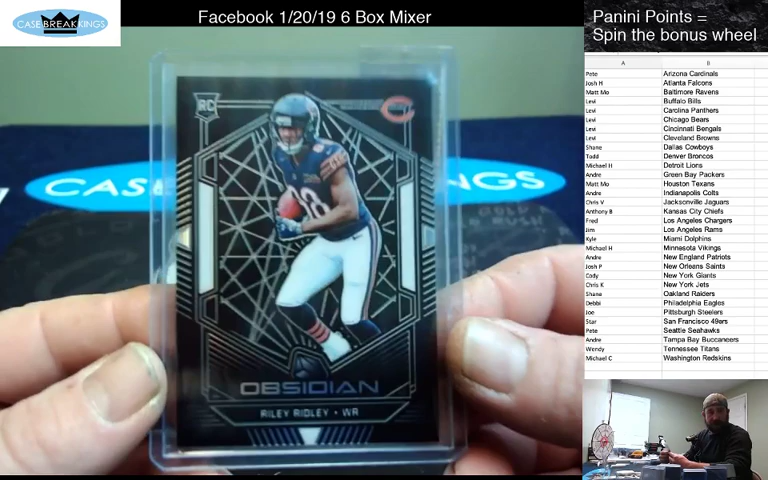 CASE BREAK KINGS
Facebook 1/20/19 6 Box Mixer
Panini Points =
Spin the bonus wheel
RC
C
88
OBSIDIAN
RILEY RIDLEY • WR
CAS
NGS
A B
Pete Arizona Cardinals
Josh H Atlanta Falcons
Matt Mo Baltimore Ravens
Levi Buffalo Bills
Levi Carolina Panthers
Levi Chicago Bears
Levi Cincinnati Bengals
Levi Cleveland Browns
Shane Dallas Cowboys
Todd Denver Broncos
Michael H Detroit Lions
Andre Green Bay Packers
Matt Mo Houston Texans
Andre Indianapolis Colts
Chris V Jacksonville Jaguars
Anthony B Kansas City Chiefs
Fred Los Angeles Chargers
Jim Los Angeles Rams
Kyle Miami Dolphins
Michael H Minnesota Vikings
Andre New England Patriots
Josh P New Orleans Saints
Cody New York Giants
Chris K New York Jets
Shane Oakland Raiders
Debbi Philadelphia Eagles
Joe Pittsburgh Steelers
Star San Francisco 49ers
Pete Seattle Seahawks
Andre Tampa Bay Buccaneers
Wendy Tennessee Titans
Michael C Washington Redskins